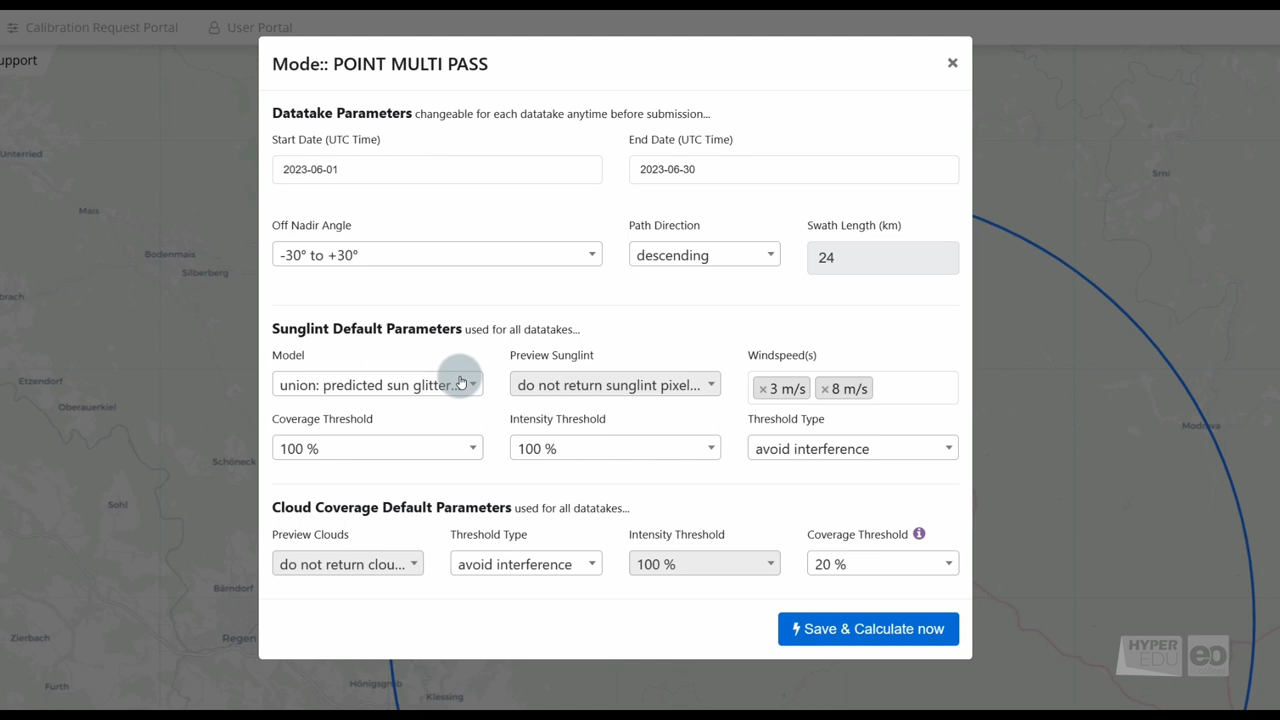 Calibration Request Portal User Portal
upport
Mode:: POINT MULTI PASS ×
Datatake Parameters changeable for each datatake anytime before submission...
Start Date (UTC Time) End Date (UTC Time)
2023-06-01 2023-06-30
Off Nadir Angle Path Direction Swath Length (km)
-30° to +30° descending 24
Sunglint Default Parameters used for all datatakes...
Model Preview Sunglint Windspeed(s)
union: predicted sun glitter... do not return sunglint pixel... × 3 m/s × 8 m/s
Coverage Threshold Intensity Threshold Threshold Type
100 % 100 % avoid interference
Cloud Coverage Default Parameters used for all datatakes...
Preview Clouds Threshold Type Intensity Threshold Coverage Threshold
do not return clou... avoid interference 100 % 20 %
Save & Calculate now
Unterried
Mais
Bodenmais
Silberberg
brach
Etzendorf
Oberauerkiel
Schöneck
Sohl
Bärndorf
Zierbach
Regen
Furth
Hönigsgrub
Klessing
Srní
Modrava
HYPER
EDU eo